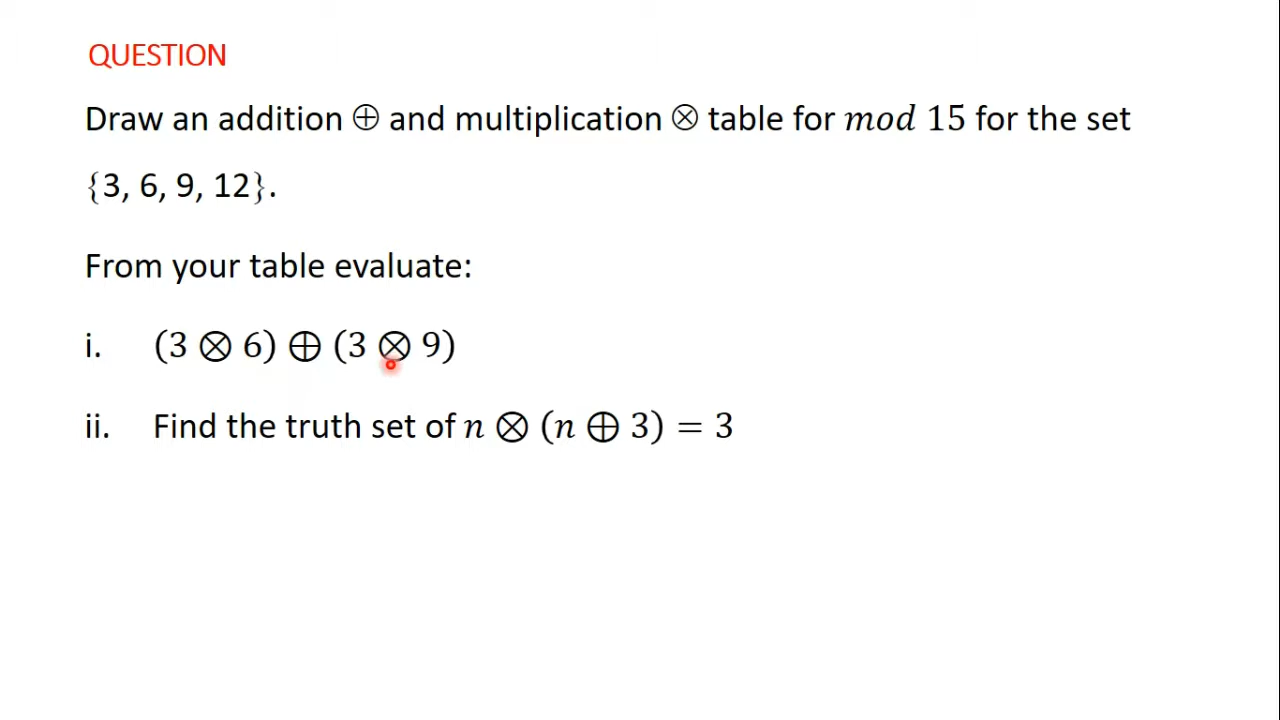 QUESTION
Draw an addition ⊕ and multiplication ⊗ table for mod 15 for the set
{3, 6, 9, 12}.
From your table evaluate:
i. (3 ⊗ 6) ⊕ (3 ⊗ 9)
ii. Find the truth set of n ⊗ (n ⊕ 3) = 3